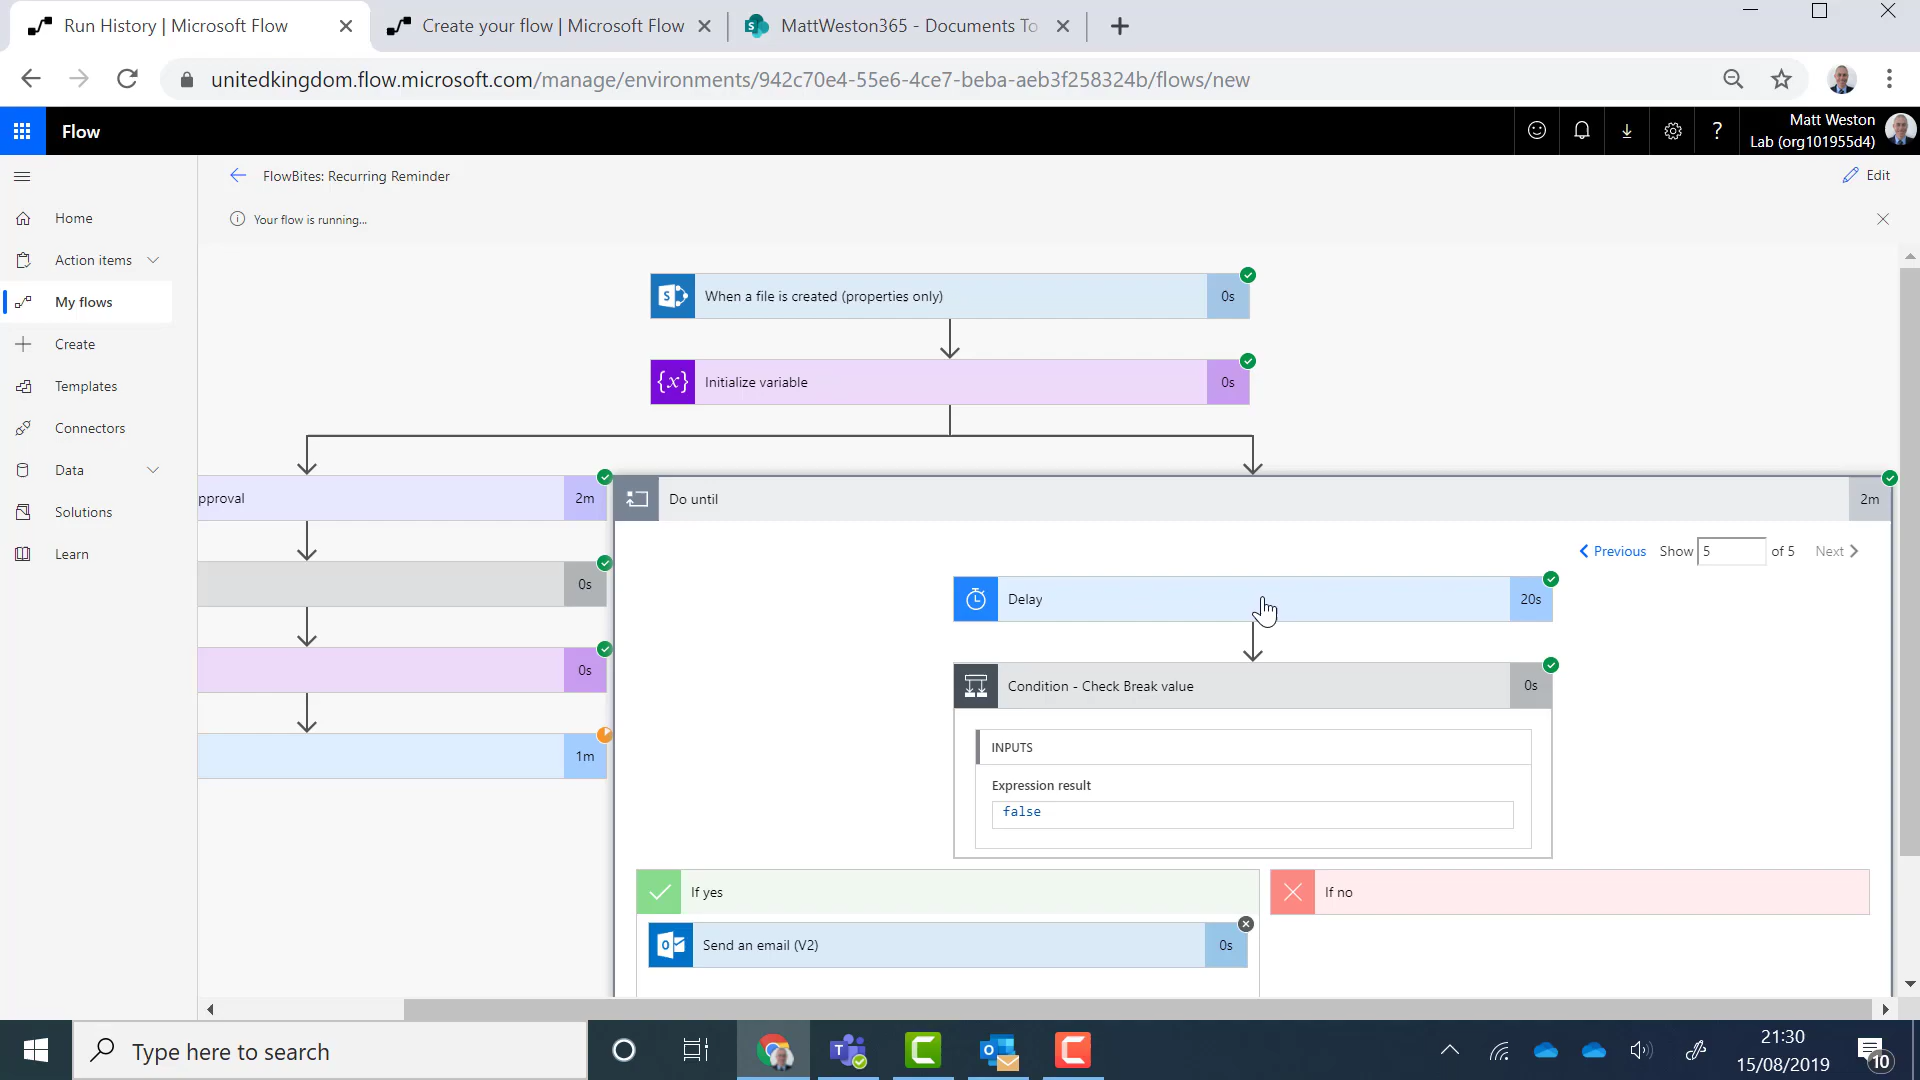 Run History | Microsoft Flow
Create your flow | Microsoft Flow
MattWeston365 - Documents To
unitedkingdom.flow.microsoft.com/manage/environments/942c70e4-55e6-4ce7-beba-aeb3f258324b/flows/new
Flow
?
Matt Weston
Lab (org101955d4)
FlowBites: Recurring Reminder
Edit
Your flow is running...
Home
Action items
My flows
Create
Templates
Connectors
Data
Solutions
Learn
When a file is created (properties only)
0s
{x}
Initialize variable
0s
pproval
2m
0s
0s
1m
Do until
2m
Previous
Show
5
of 5
Next
Delay
20s
Condition - Check Break value
0s
INPUTS
Expression result
false
If yes
If no
Send an email (V2)
0s
Type here to search
21:30
15/08/2019
10